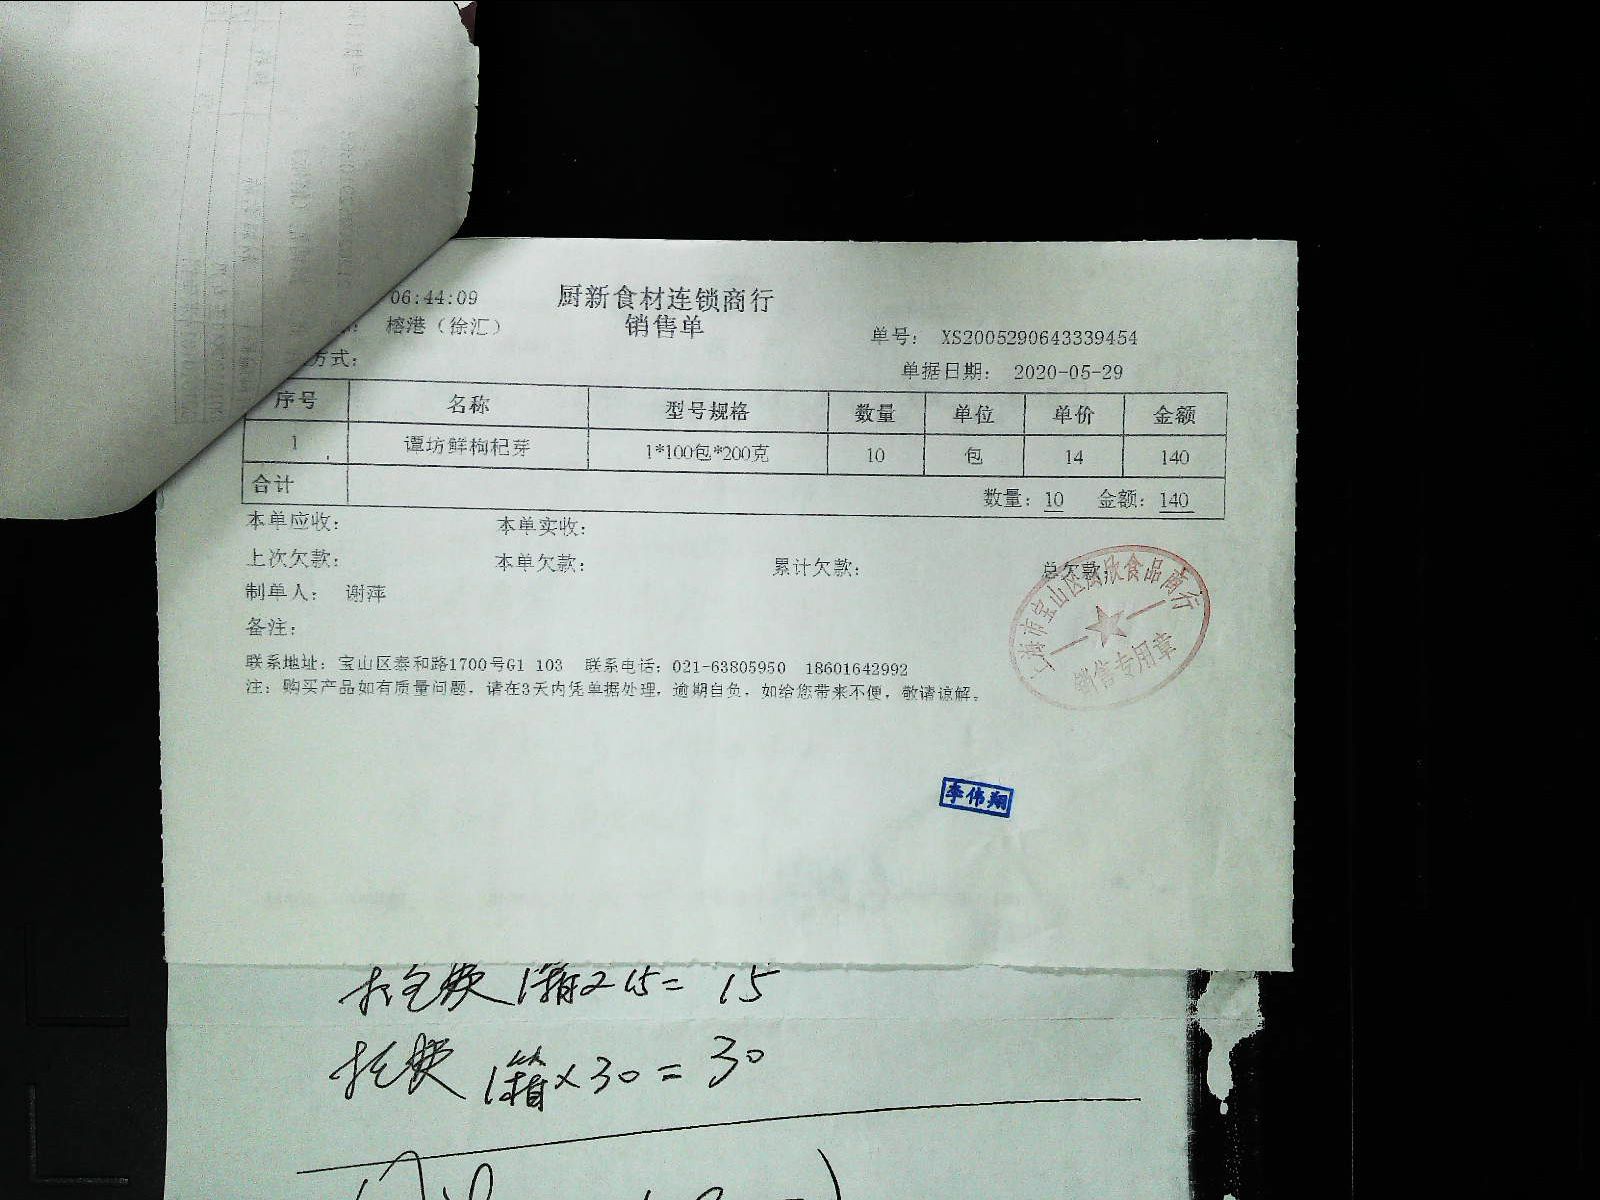 06:44:09
厨新食材连锁商行
销售单
榕港（徐汇）
单号： XS2005290643339454
方式：
单据日期： 2020-05-29
序号 名称 型号规格 数量 单位 单价 金额
1 谭坊鲜枸杞芽 1*100包*200克 10 包 14 140
合计 数量：10 金额：140
本单应收： 本单实收：
上次欠款： 本单欠款： 累计欠款： 总欠款：
制单人： 谢萍
备注：
联系地址：宝山区泰和路1700号G1 103 联系电话：021-63805950 18601642992
注：购买产品如有质量问题，请在3天内凭单据处理，逾期自负，如给您带来不便，敬请谅解。
销售专用章
李伟翔
1箱×15=15
1箱×30=30